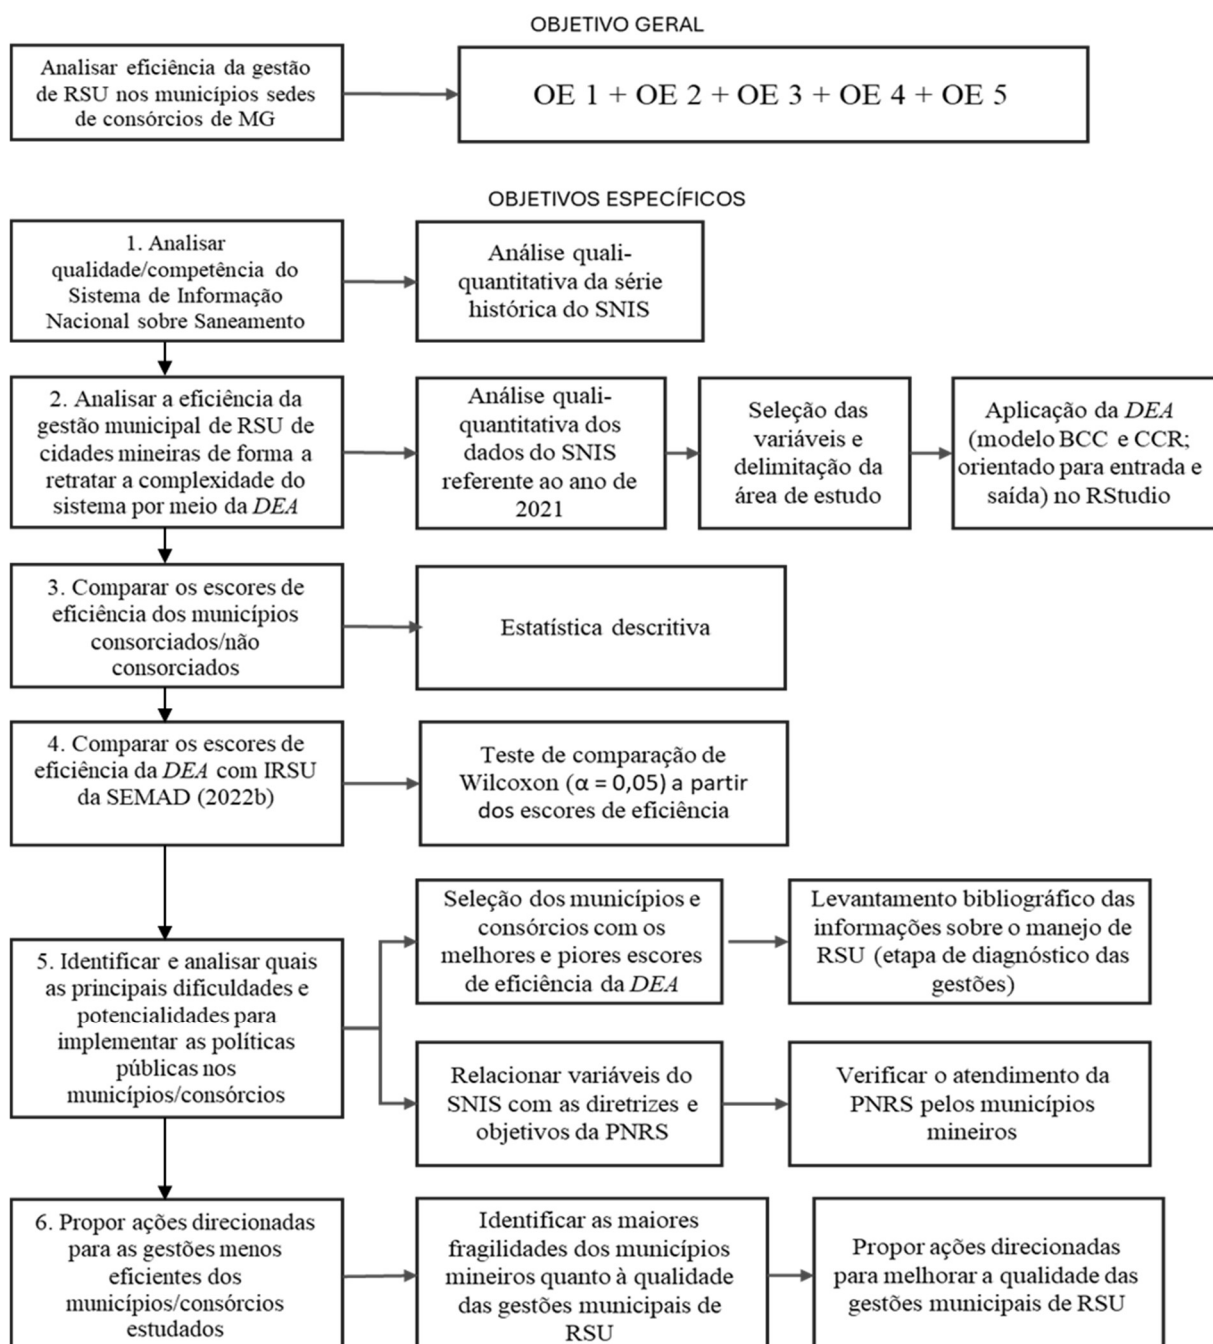 OBJETIVO GERAL
Analisar eficiência da gestão
de RSU nos municípios sedes
de consórcios de MG
OE 1 + OE 2 + OE 3 + OE 4 + OE 5
OBJETIVOS ESPECÍFICOS
1. Analisar
qualidade/competência do
Sistema de Informação
Nacional sobre Saneamento
Análise quali-
quantitativa da série
histórica do SNIS
2. Analisar a eficiência da
gestão municipal de RSU de
cidades mineiras de forma a
retratar a complexidade do
sistema por meio da DEA
Análise quali-
quantitativa dos
dados do SNIS
referente ao ano de
2021
Seleção das
variáveis e
delimitação da
área de estudo
Aplicação da DEA
(modelo BCC e CCR;
orientado para entrada e
saída) no RStudio
3. Comparar os escores de
eficiência dos municípios
consorciados/não
consorciados
Estatística descritiva
4. Comparar os escores de
eficiência da DEA com IRSU
da SEMAD (2022b)
Teste de comparação de
Wilcoxon (α = 0,05) a partir
dos escores de eficiência
5. Identificar e analisar quais
as principais dificuldades e
potencialidades para
implementar as políticas
públicas nos
municípios/consórcios
Seleção dos municípios e
consórcios com os
melhores e piores escores
de eficiência da DEA
Levantamento bibliográfico das
informações sobre o manejo de
RSU (etapa de diagnóstico das
gestões)
Relacionar variáveis do
SNIS com as diretrizes e
objetivos da PNRS
Verificar o atendimento da
PNRS pelos municípios
mineiros
6. Propor ações direcionadas
para as gestões menos
eficientes dos
municípios/consórcios
estudados
Identificar as maiores
fragilidades dos municípios
mineiros quanto à qualidade
das gestões municipais de
RSU
Propor ações direcionadas
para melhorar a qualidade das
gestões municipais de RSU